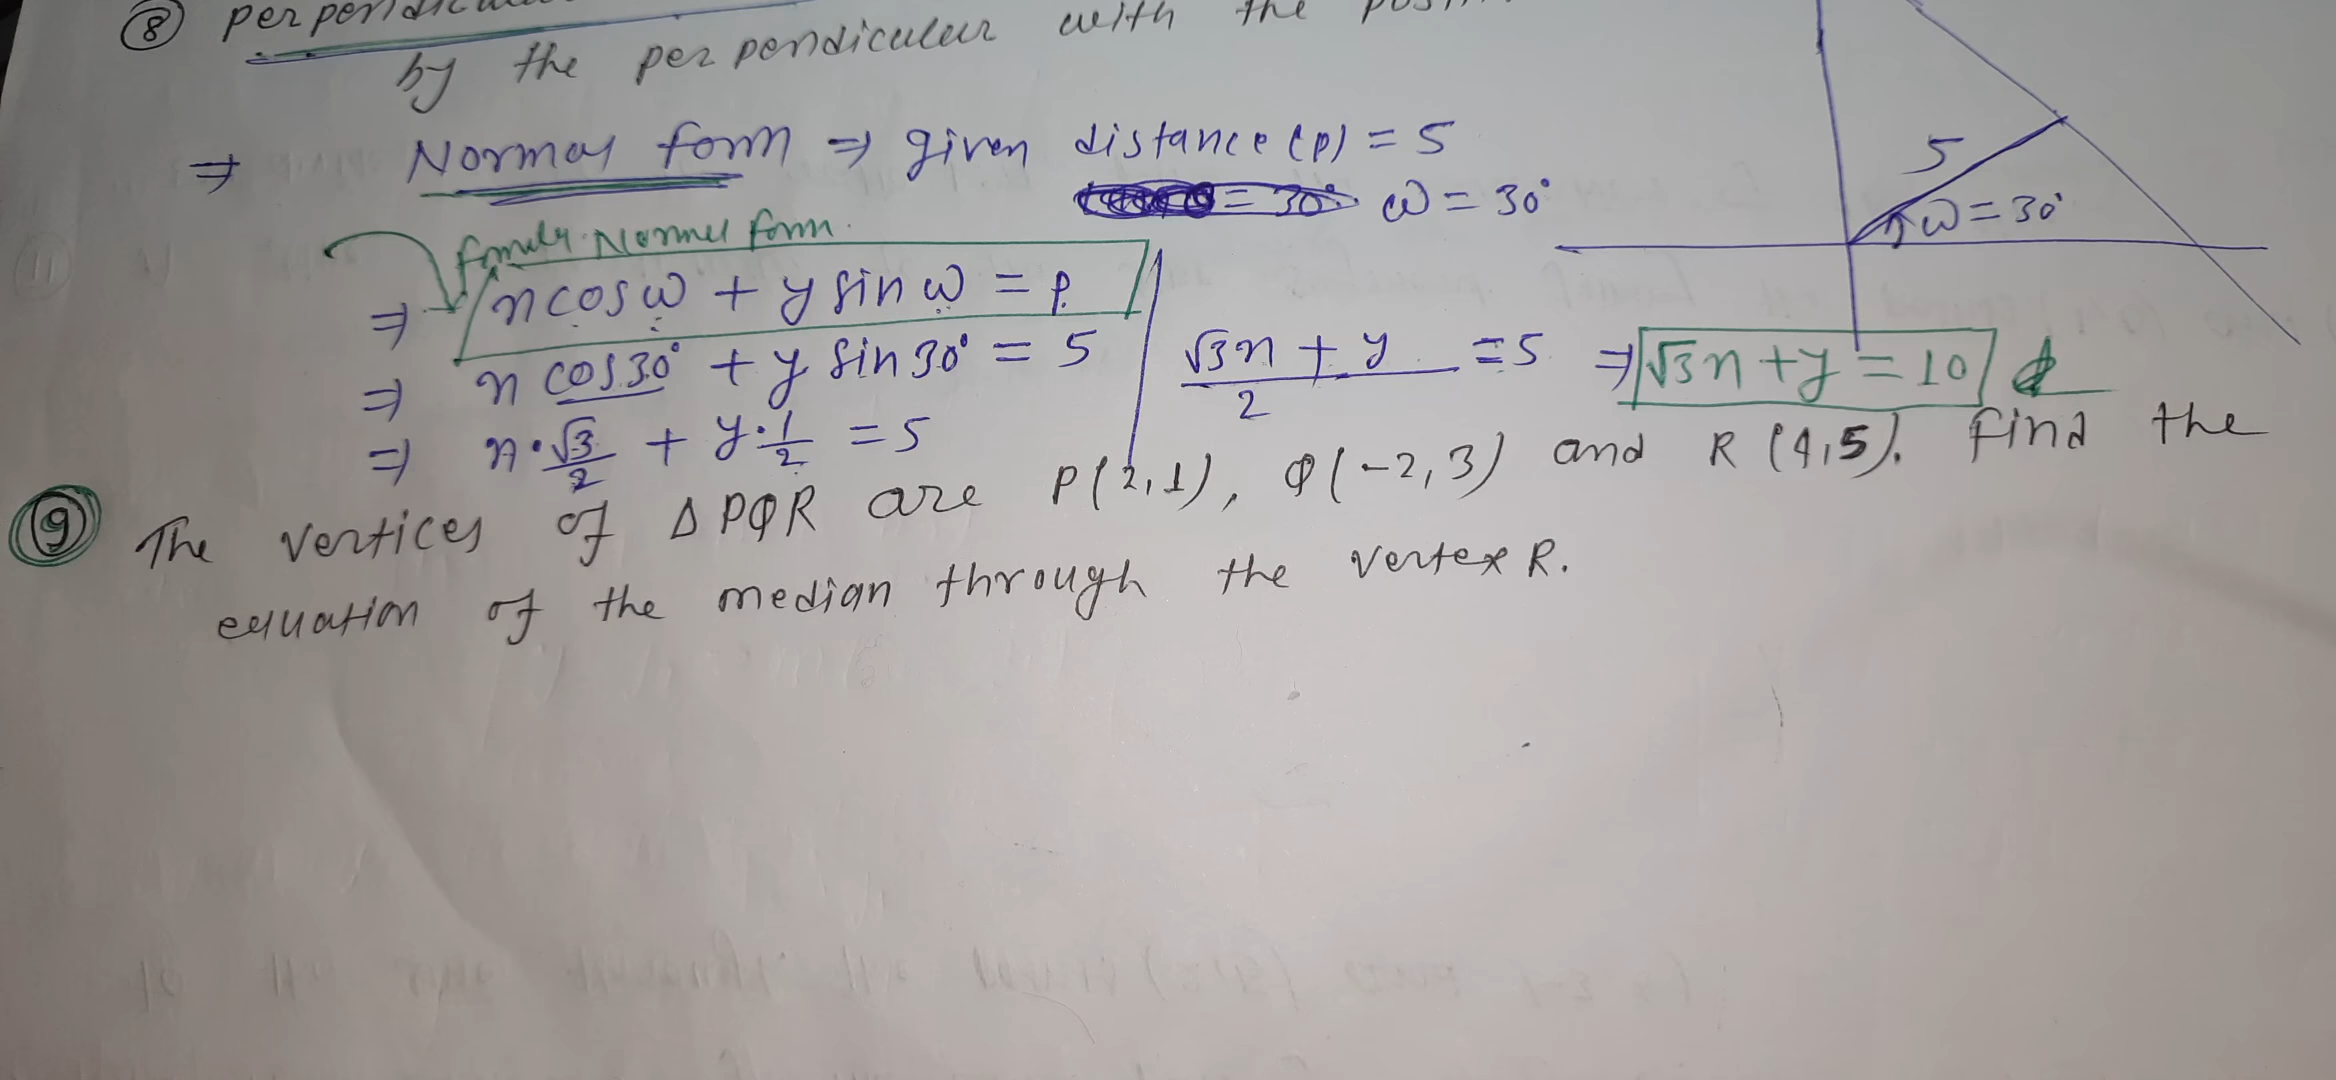 ⑧ perpendicular
by the perpendicular with the
⇒ Normal form ⇒ given distance (p) = 5
= 30° ω = 30°
5
ω = 30°
Normal form.
⇒ x cos ω + y sin ω = p.
⇒ x cos 30° + y sin 30° = 5
⇒ x·√3/2 + y·1/2 = 5
√3x + y / 2 = 5 ⇒ √3x + y = 10
⑨ The vertices of Δ PQR are P(2,1), Q(-2,3) and R (4,5). Find the
equation of the median through the vertex R.